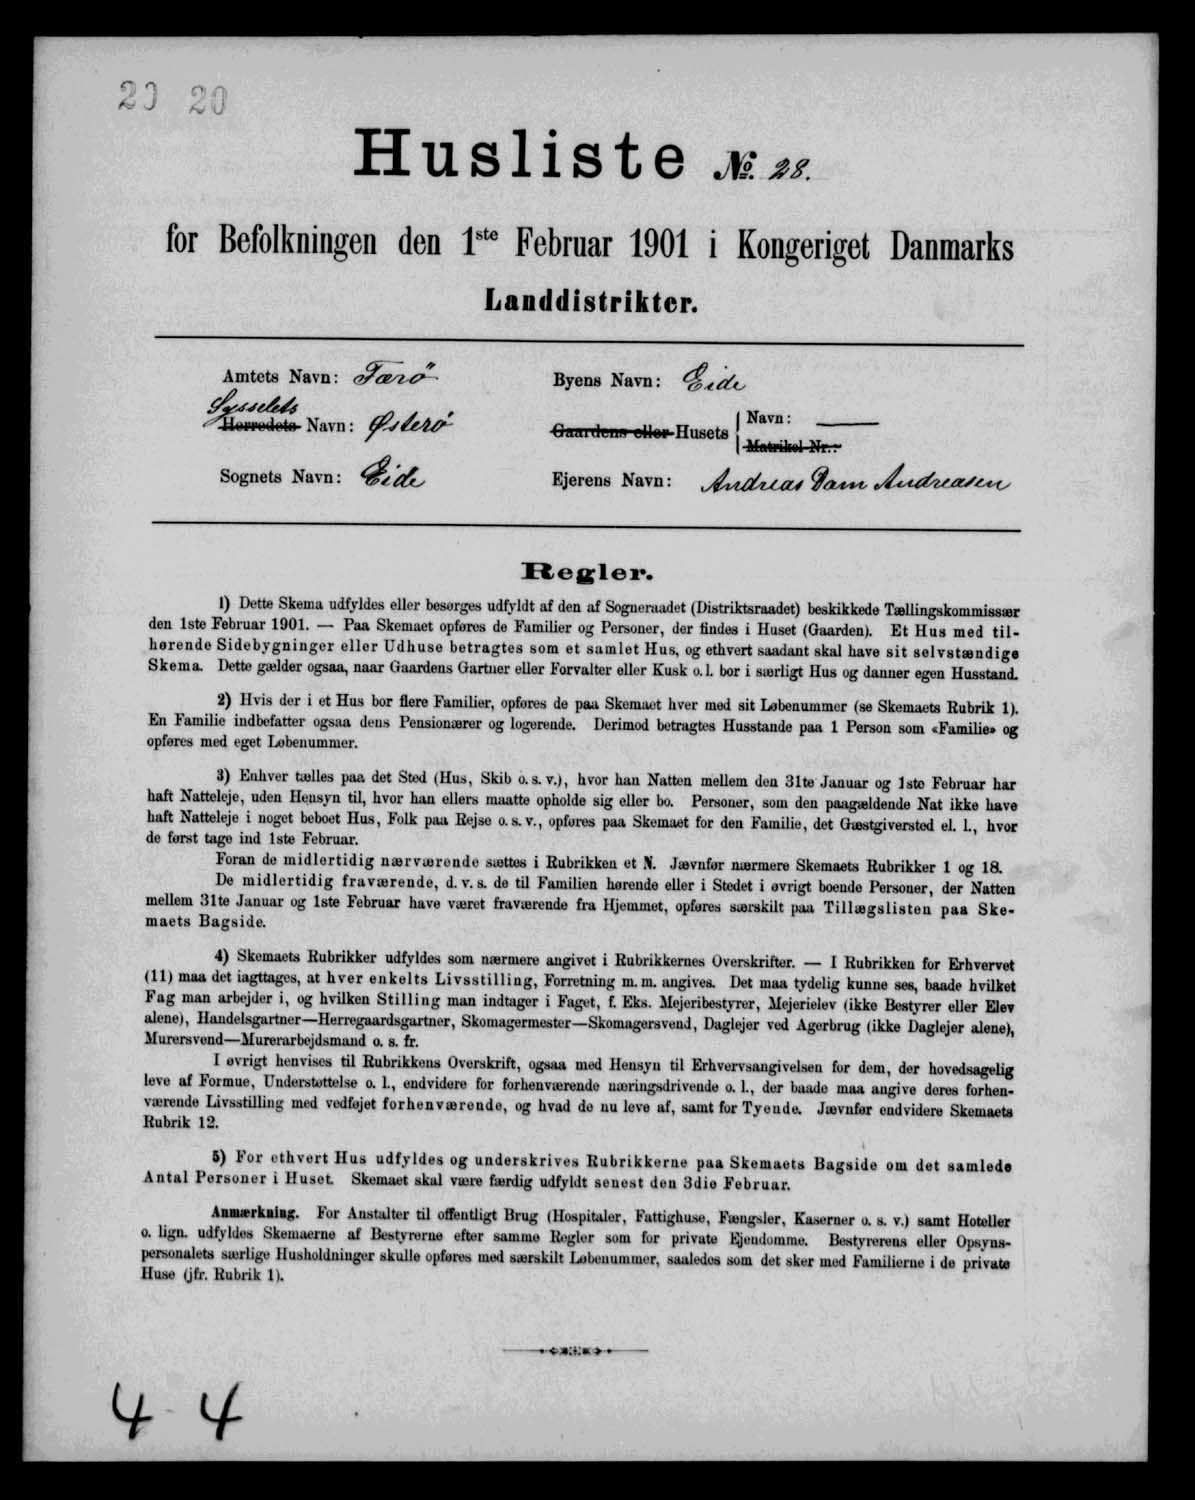 20 20
Husliste No. 28.
for Befolkningen den 1ste Februar 1901 i Kongeriget Danmarks
Landdistrikter.
Amtets Navn: Færö
Byens Navn: Eide
Sysselets
Herredets Navn: Østerö
Gaardens eller Husets
Navn: ——
Matrikel-Nr.:
Sognets Navn: Eide
Ejerens Navn: Andreas Dam Andreasen
Regler.
1) Dette Skema udfyldes eller besørges udfyldt af den af Sogneraadet (Distriktsraadet) beskikkede Tællingskommissær
den 1ste Februar 1901. — Paa Skemaet opføres de Familier og Personer, der findes i Huset (Gaarden). Et Hus med til-
hørende Sidebygninger eller Udhuse betragtes som et samlet Hus, og ethvert saadant skal have sit selvstændige
Skema. Dette gælder ogsaa, naar Gaardens Gartner eller Forvalter eller Kusk o. l. bor i særligt Hus og danner egen Husstand.
2) Hvis der i et Hus bor flere Familier, opføres de paa Skemaet hver med sit Løbenummer (se Skemaets Rubrik 1).
En Familie indbefatter ogsaa dens Pensionærer og logerende. Derimod betragtes Husstande paa 1 Person som «Familie» og
opføres med eget Løbenummer.
3) Enhver tælles paa det Sted (Hus, Skib o. s. v.), hvor han Natten mellem den 31te Januar og 1ste Februar har
haft Natteleje, uden Hensyn til, hvor han ellers maatte opholde sig eller bo. Personer, som den paagældende Nat ikke have
haft Natteleje i noget beboet Hus, Folk paa Rejse o. s. v., opføres paa Skemaet for den Familie, det Gæstgiversted el. l., hvor
de først tage ind 1ste Februar.
Foran de midlertidig nærværende sættes i Rubrikken et N. Jævnfør nærmere Skemaets Rubrikker 1 og 18.
De midlertidig fraværende, d. v. s. de til Familien hørende eller i Stedet i øvrigt boende Personer, der Natten
mellem 31te Januar og 1ste Februar have været fraværende fra Hjemmet, opføres særskilt paa Tillægslisten paa Ske-
maets Bagside.
4) Skemaets Rubrikker udfyldes som nærmere angivet i Rubrikkernes Overskrifter. — I Rubrikken for Erhvervet
(11) maa det iagttages, at hver enkelts Livsstilling, Forretning m. m. angives. Det maa tydelig kunne ses, baade hvilket
Fag man arbejder i, og hvilken Stilling man indtager i Faget, f. Eks. Mejeribestyrer, Mejerielev (ikke Bestyrer eller Elev
alene), Handelsgartner—Herregaardsgartner, Skomagermester—Skomagersvend, Daglejer ved Agerbrug (ikke Daglejer alene),
Murersvend—Murerarbejdsmand o. s. fr.
I øvrigt henvises til Rubrikkens Overskrift, ogsaa med Hensyn til Erhvervsangivelsen for dem, der hovedsagelig
leve af Formue, Understøttelse o. l., endvidere for forhenværende næringsdrivende o. l., der baade maa angive deres forhen-
værende Livsstilling med vedføjet forhenværende, og hvad de nu leve af, samt for Tyende. Jævnfør endvidere Skemaets
Rubrik 12.
5) For ethvert Hus udfyldes og underskrives Rubrikkerne paa Skemaets Bagside om det samlede
Antal Personer i Huset. Skemaet skal være færdig udfyldt senest den 3die Februar.
Anmærkning. For Anstalter til offentligt Brug (Hospitaler, Fattighuse, Fængsler, Kaserner o. s. v.) samt Hoteller
o. lign. udfyldes Skemaerne af Bestyrerne efter samme Regler som for private Ejendomme. Bestyrerens eller Opsyns-
personalets særlige Husholdninger skulle opføres med særskilt Løbenummer, saaledes som det sker med Familierne i de private
Huse (jfr. Rubrik 1).
4 - 4